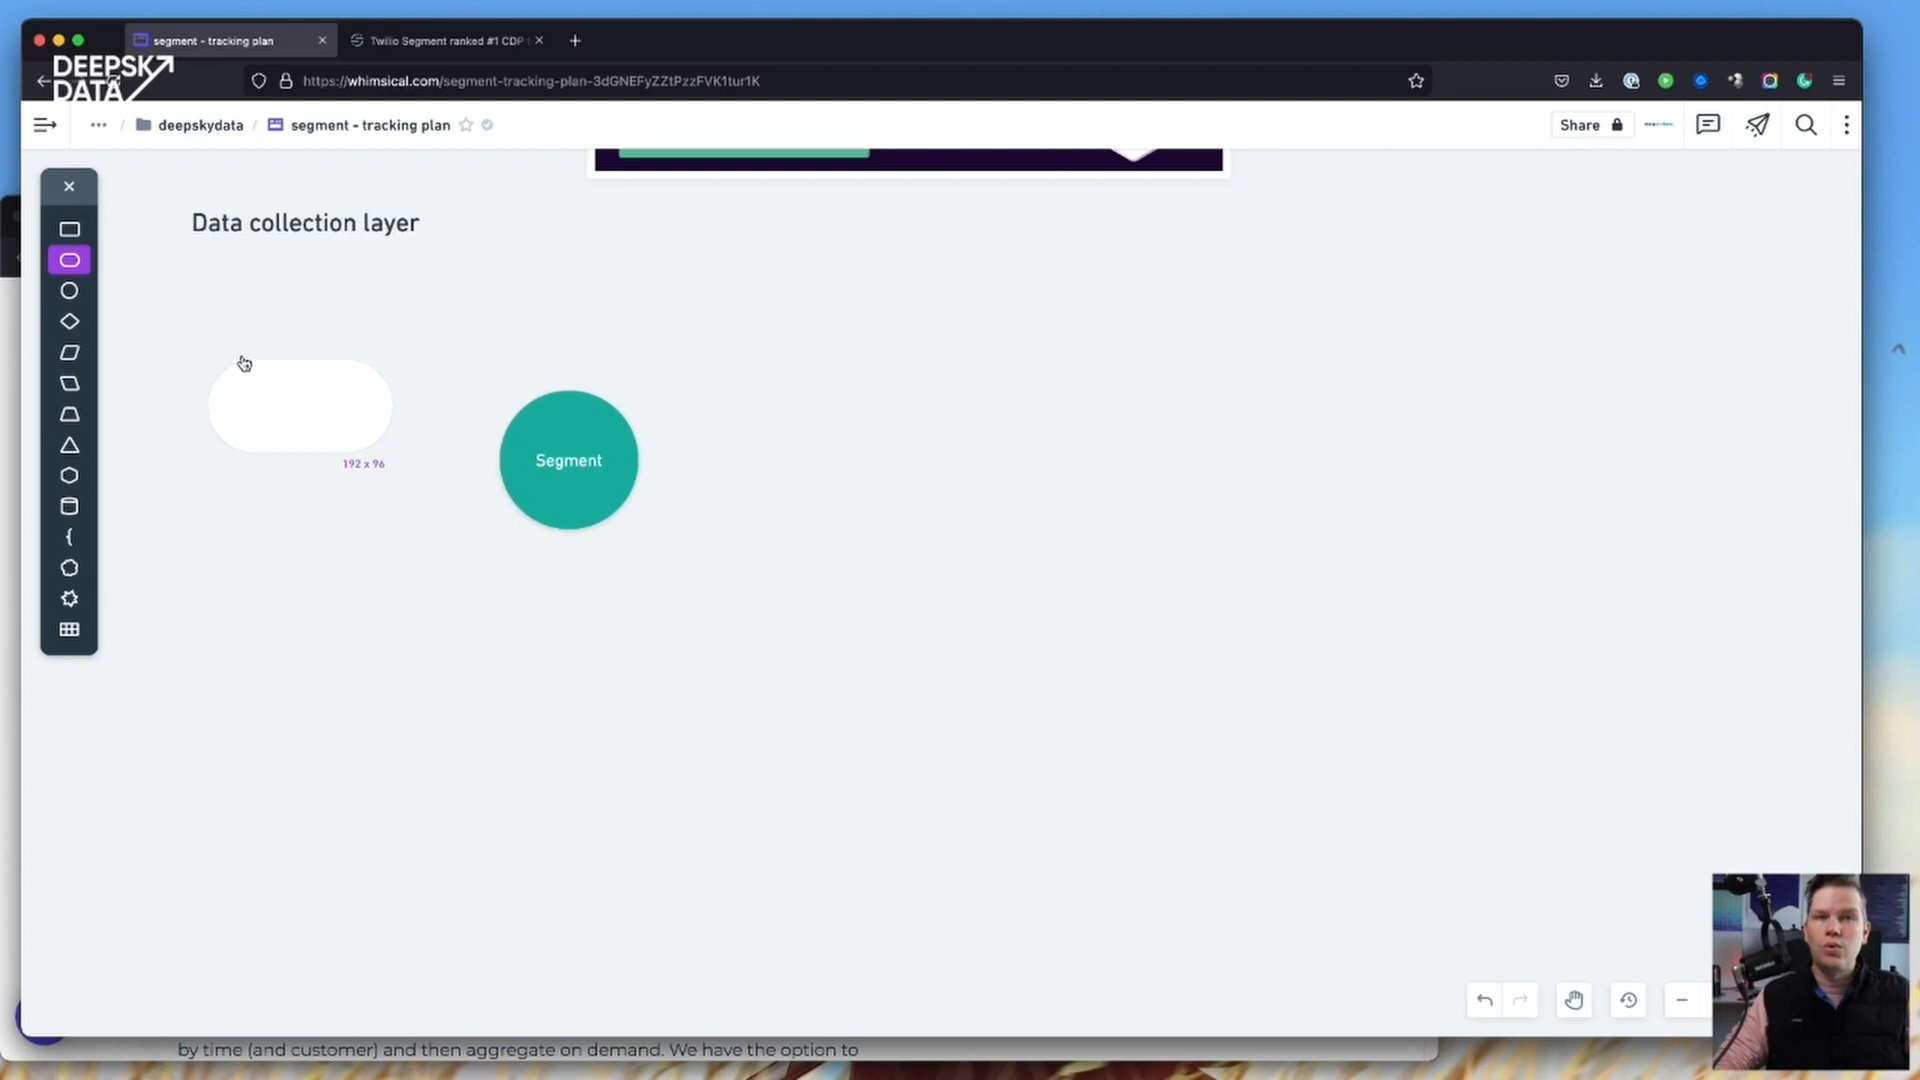 segment - tracking plan
Twilio Segment ranked #1 CDP
DEEPSK
DATA
https://whimsical.com/segment-tracking-plan-3dGNEFyZZtPzzFVK1tur1K
deepskydata
segment - tracking plan
Share
Data collection layer
192 x 96
Segment
by time (and customer) and then aggregate on demand. We have the option to